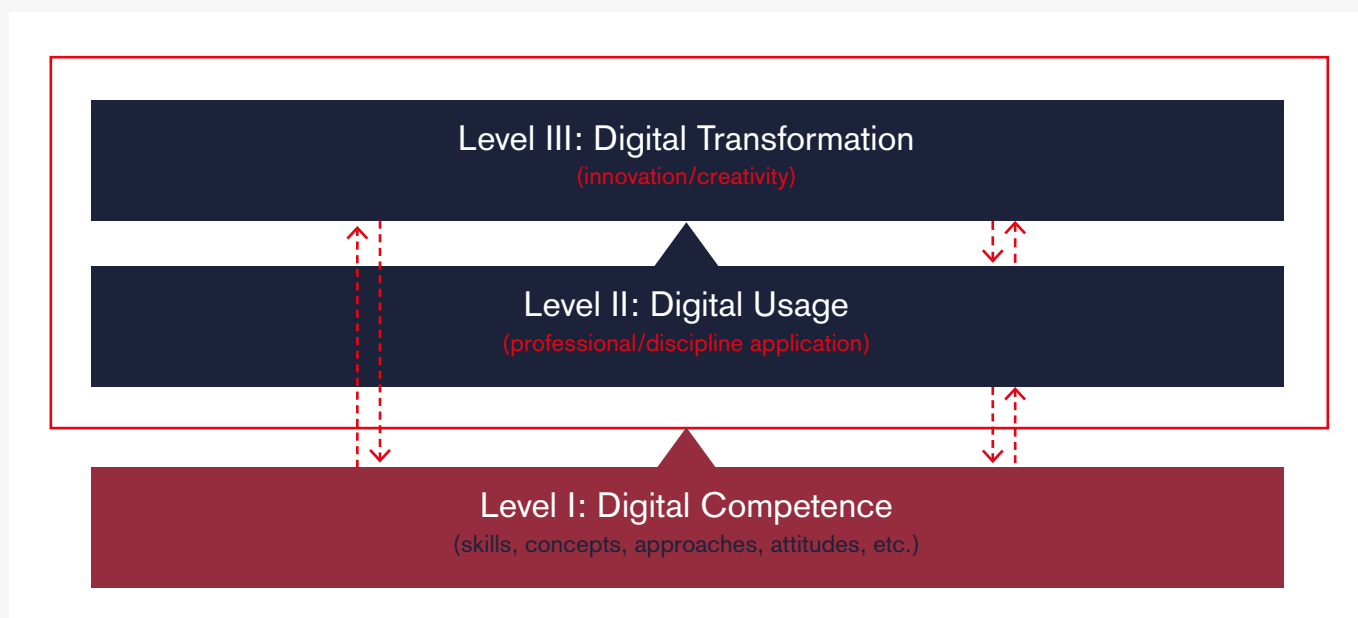 Level III: Digital Transformation
(innovation/creativity)
Level II: Digital Usage
(professional/discipline application)
Level I: Digital Competence
(skills, concepts, approaches, attitudes, etc.)